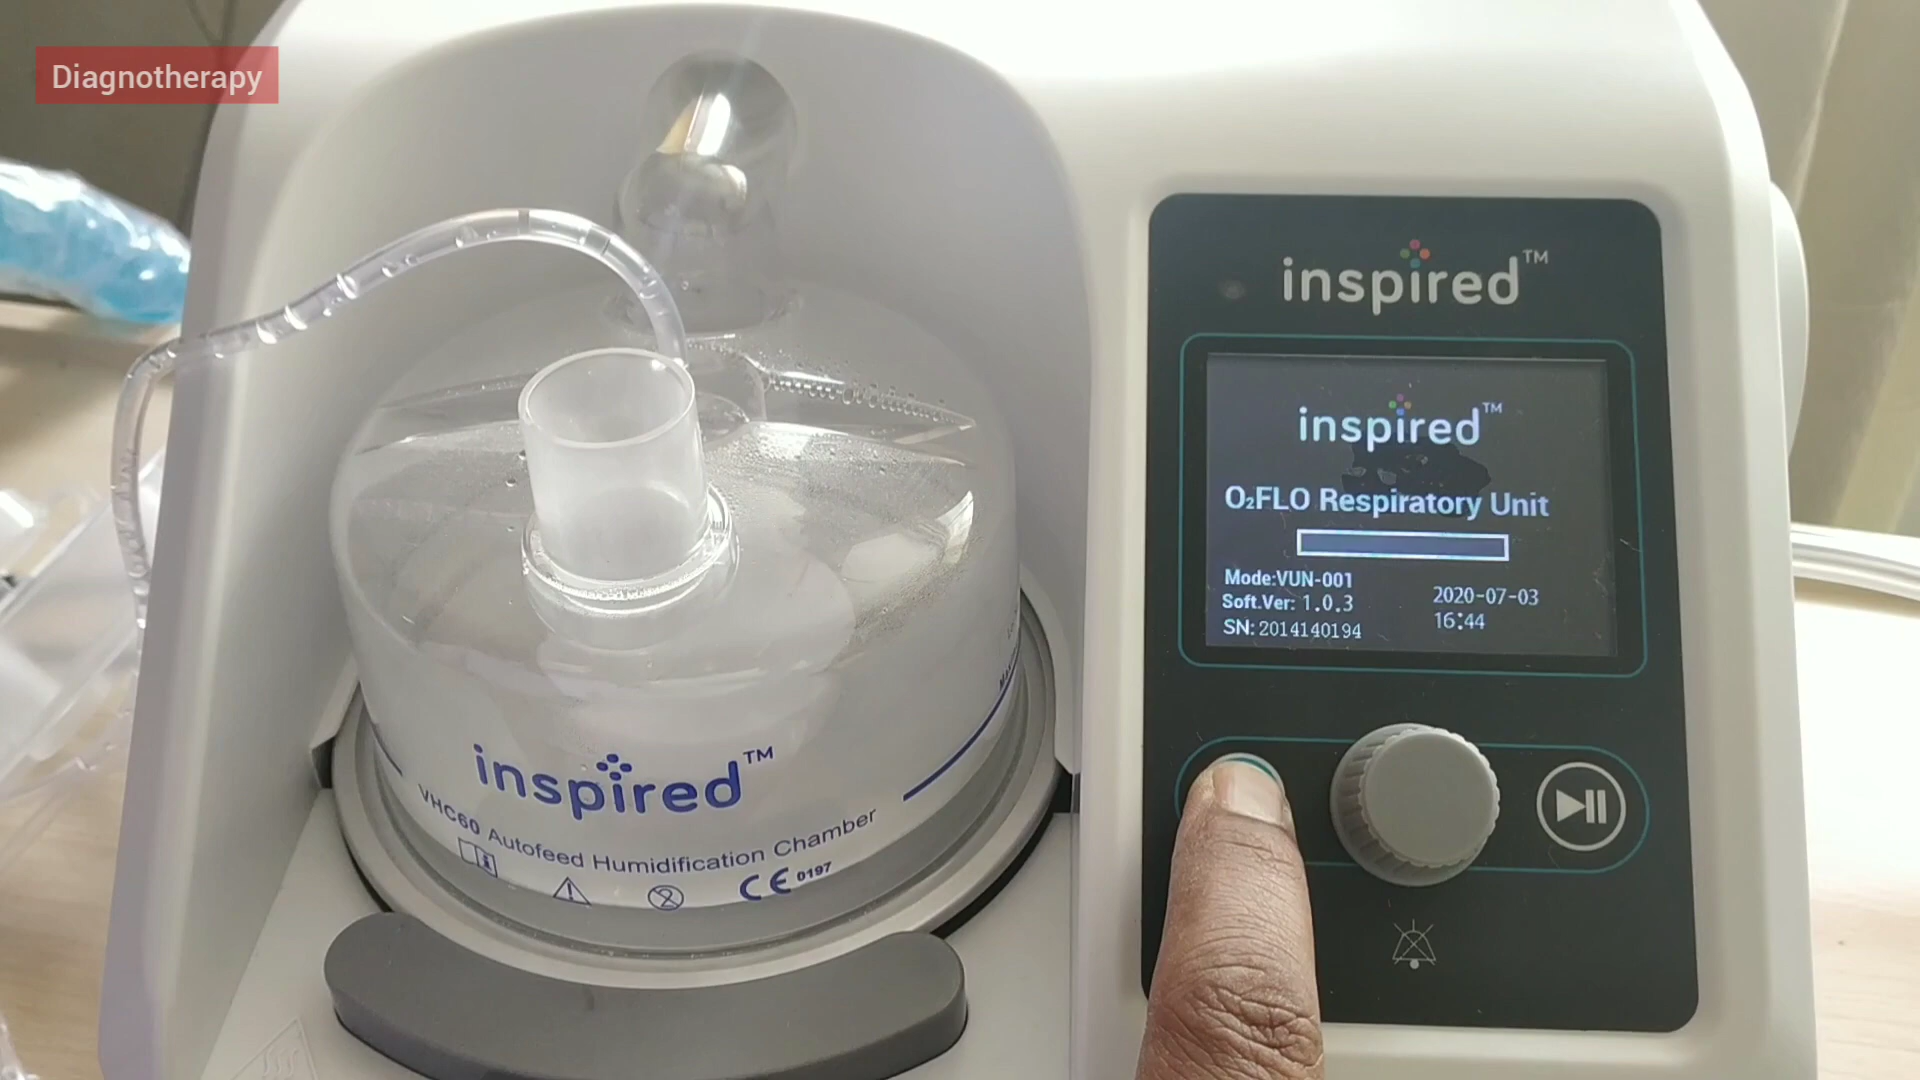 Diagnotherapy
inspired™
inspired™
O₂FLO Respiratory Unit
Mode:VUN-001
Soft.Ver: 1.0.3
SN: 2014140194
2020-07-03
16:44
inspired™
VHC60 Autofeed Humidification Chamber
CE 0197